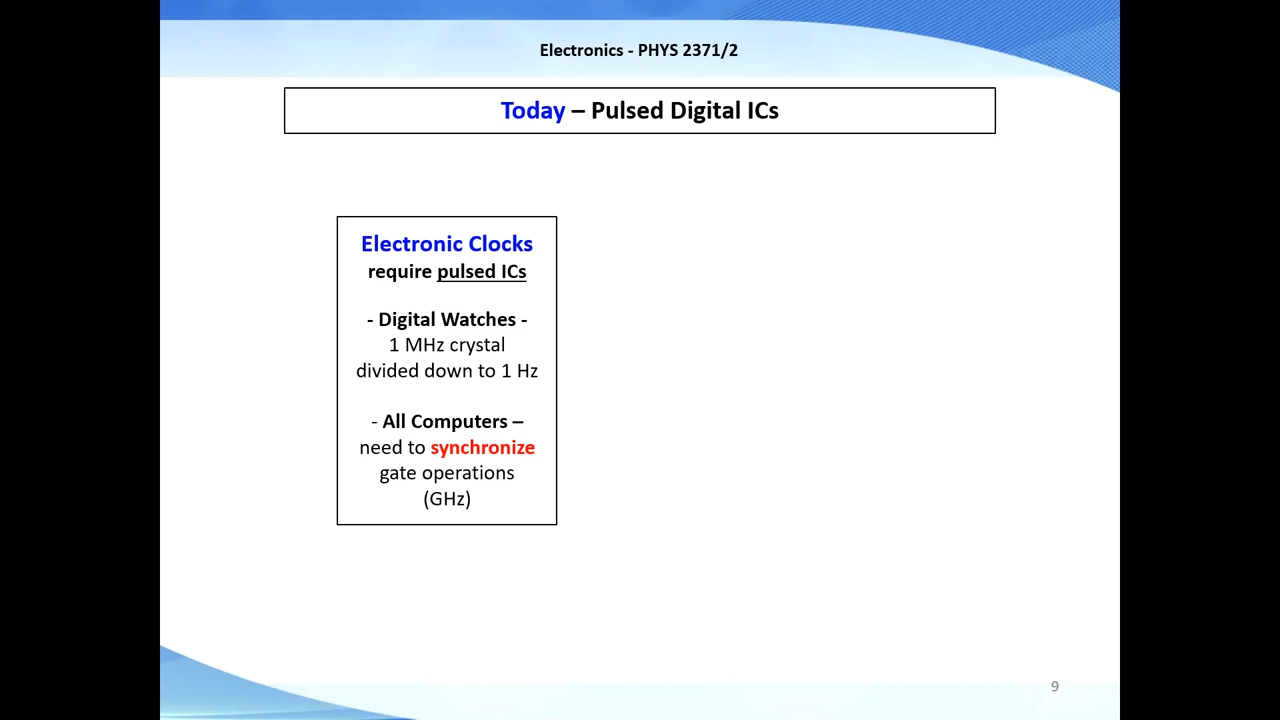 Electronics - PHYS 2371/2
Today – Pulsed Digital ICs
Electronic Clocks
require pulsed ICs
- Digital Watches -
1 MHz crystal
divided down to 1 Hz
- All Computers –
need to synchronize
gate operations
(GHz)
9